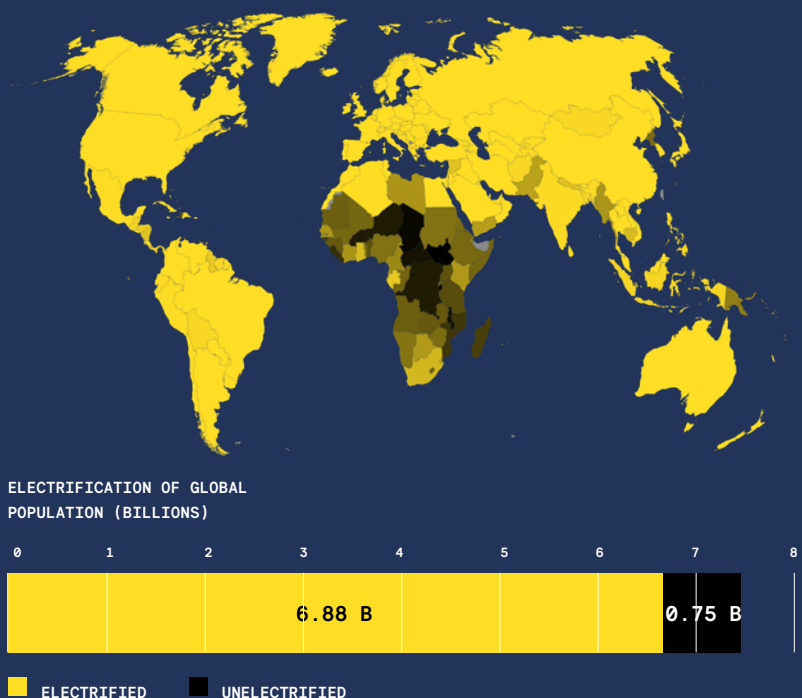 ELECTRIFICATION OF GLOBAL
POPULATION (BILLIONS)
0 1 2 3 4 5 6 7 8
6.88 B 0.75 B
ELECTRIFIED UNELECTRIFIED